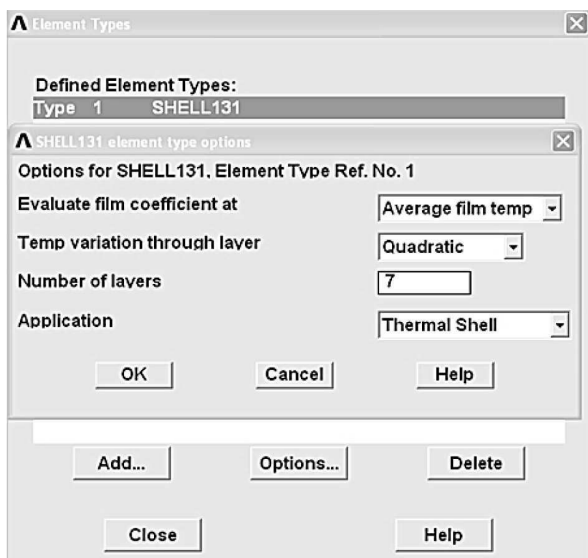 Element Types
Defined Element Types:
Type 1 SHELL131
SHELL131 element type options
Options for SHELL131, Element Type Ref. No. 1
Evaluate film coefficient at Average film temp
Temp variation through layer Quadratic
Number of layers 7
Application Thermal Shell
OK Cancel Help
Add... Options... Delete
Close Help